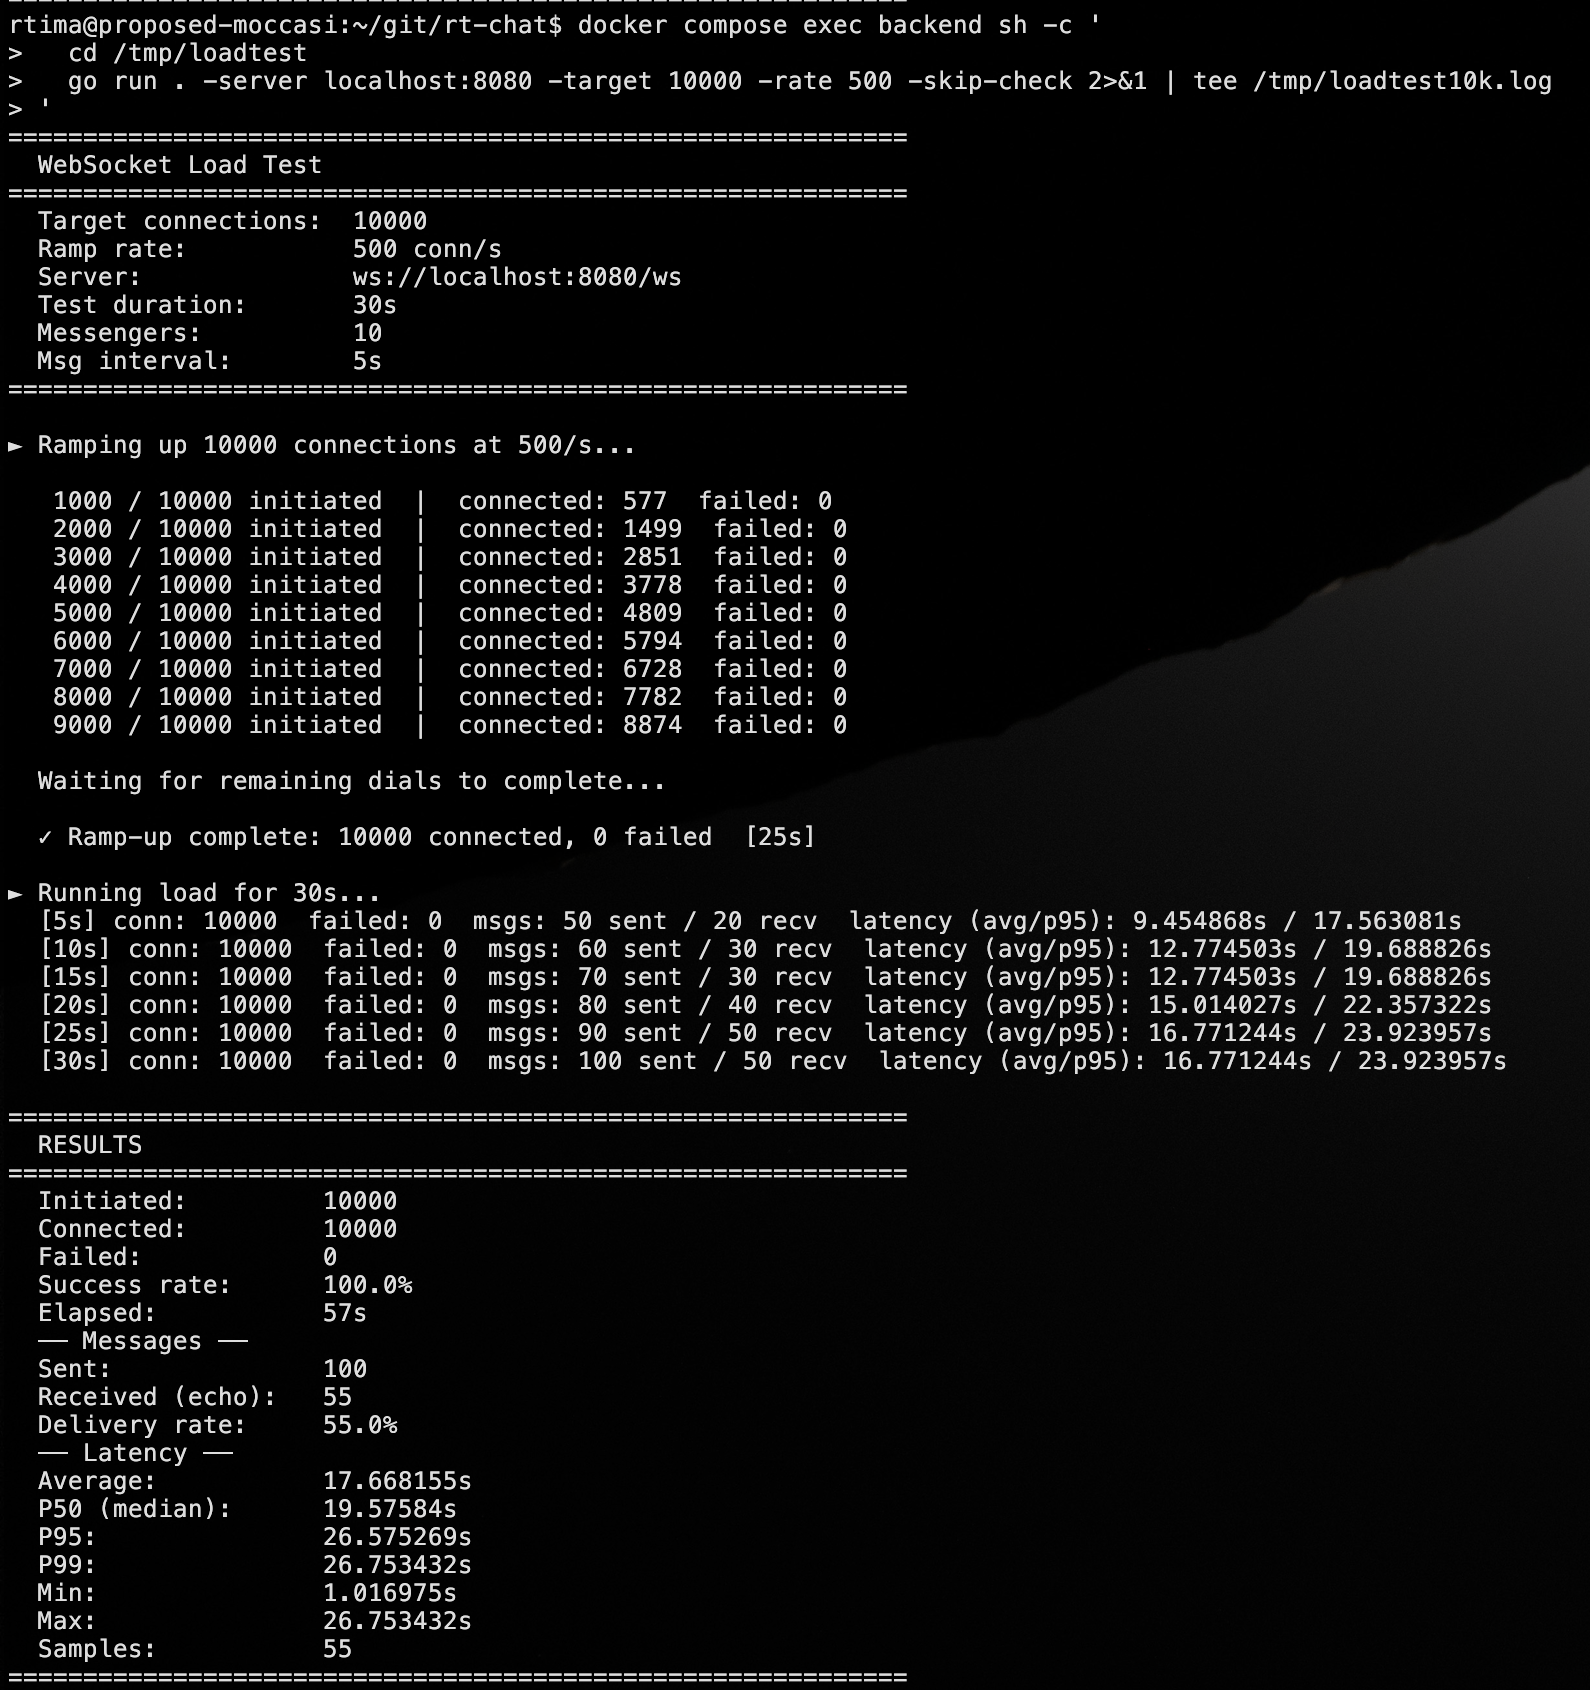 rtima@proposed-moccasi:~/git/rt-chat$ docker compose exec backend sh -c '
>   cd /tmp/loadtest
>   go run . -server localhost:8080 -target 10000 -rate 500 -skip-check 2>&1 | tee /tmp/loadtest10k.log
> '
============================================================
  WebSocket Load Test
============================================================
  Target connections:  10000
  Ramp rate:           500 conn/s
  Server:              ws://localhost:8080/ws
  Test duration:       30s
  Messengers:          10
  Msg interval:        5s
============================================================
► Ramping up 10000 connections at 500/s...
   1000 / 10000 initiated  |  connected: 577  failed: 0
   2000 / 10000 initiated  |  connected: 1499  failed: 0
   3000 / 10000 initiated  |  connected: 2851  failed: 0
   4000 / 10000 initiated  |  connected: 3778  failed: 0
   5000 / 10000 initiated  |  connected: 4809  failed: 0
   6000 / 10000 initiated  |  connected: 5794  failed: 0
   7000 / 10000 initiated  |  connected: 6728  failed: 0
   8000 / 10000 initiated  |  connected: 7782  failed: 0
   9000 / 10000 initiated  |  connected: 8874  failed: 0
  Waiting for remaining dials to complete...
  ✓ Ramp-up complete: 10000 connected, 0 failed  [25s]
► Running load for 30s...
  [5s] conn: 10000  failed: 0  msgs: 50 sent / 20 recv  latency (avg/p95): 9.454868s / 17.563081s
  [10s] conn: 10000  failed: 0  msgs: 60 sent / 30 recv  latency (avg/p95): 12.774503s / 19.688826s
  [15s] conn: 10000  failed: 0  msgs: 70 sent / 30 recv  latency (avg/p95): 12.774503s / 19.688826s
  [20s] conn: 10000  failed: 0  msgs: 80 sent / 40 recv  latency (avg/p95): 15.014027s / 22.357322s
  [25s] conn: 10000  failed: 0  msgs: 90 sent / 50 recv  latency (avg/p95): 16.771244s / 23.923957s
  [30s] conn: 10000  failed: 0  msgs: 100 sent / 50 recv  latency (avg/p95): 16.771244s / 23.923957s
============================================================
  RESULTS
============================================================
  Initiated:         10000
  Connected:         10000
  Failed:            0
  Success rate:      100.0%
  Elapsed:           57s
  —— Messages ——
  Sent:              100
  Received (echo):   55
  Delivery rate:     55.0%
  —— Latency ——
  Average:           17.668155s
  P50 (median):      19.57584s
  P95:               26.575269s
  P99:               26.753432s
  Min:               1.016975s
  Max:               26.753432s
  Samples:           55
============================================================